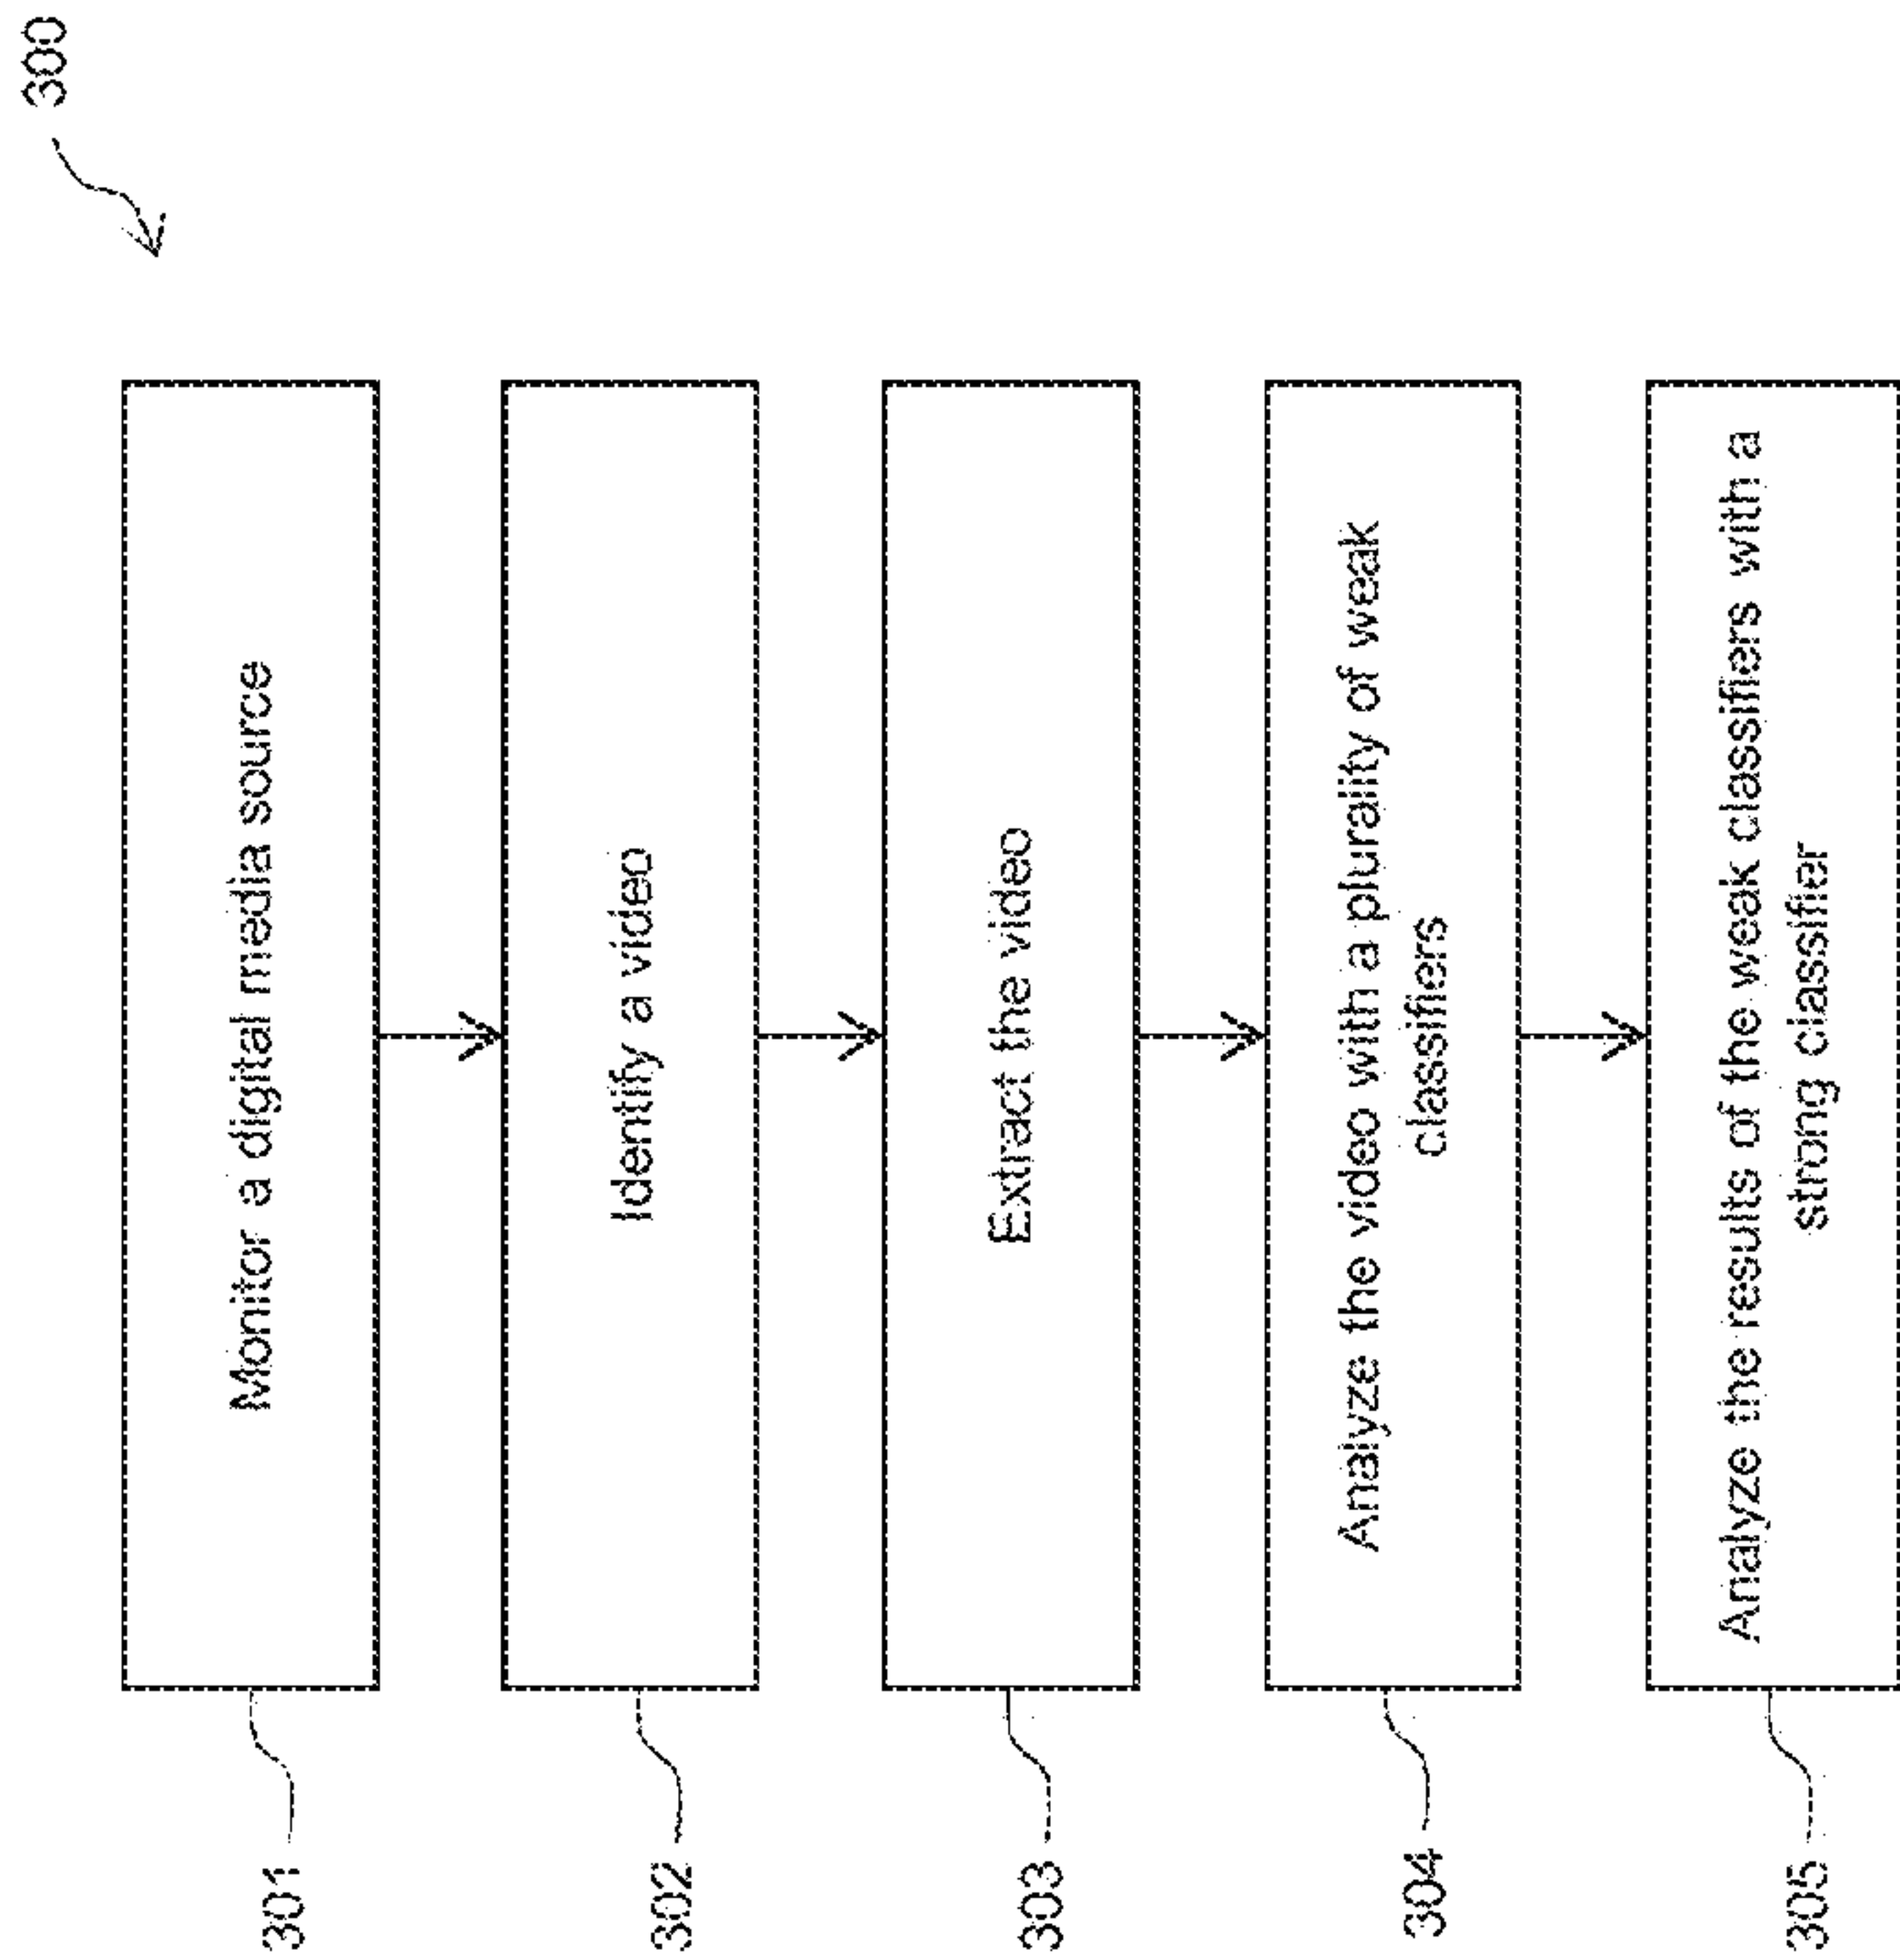 300
301
Monitor a digital media source
302
Identify a video
303
Extract the video
304
Analyze the video with a plurality of weak
classifiers
305
Analyze the results of the weak classifiers with a
strong classifier